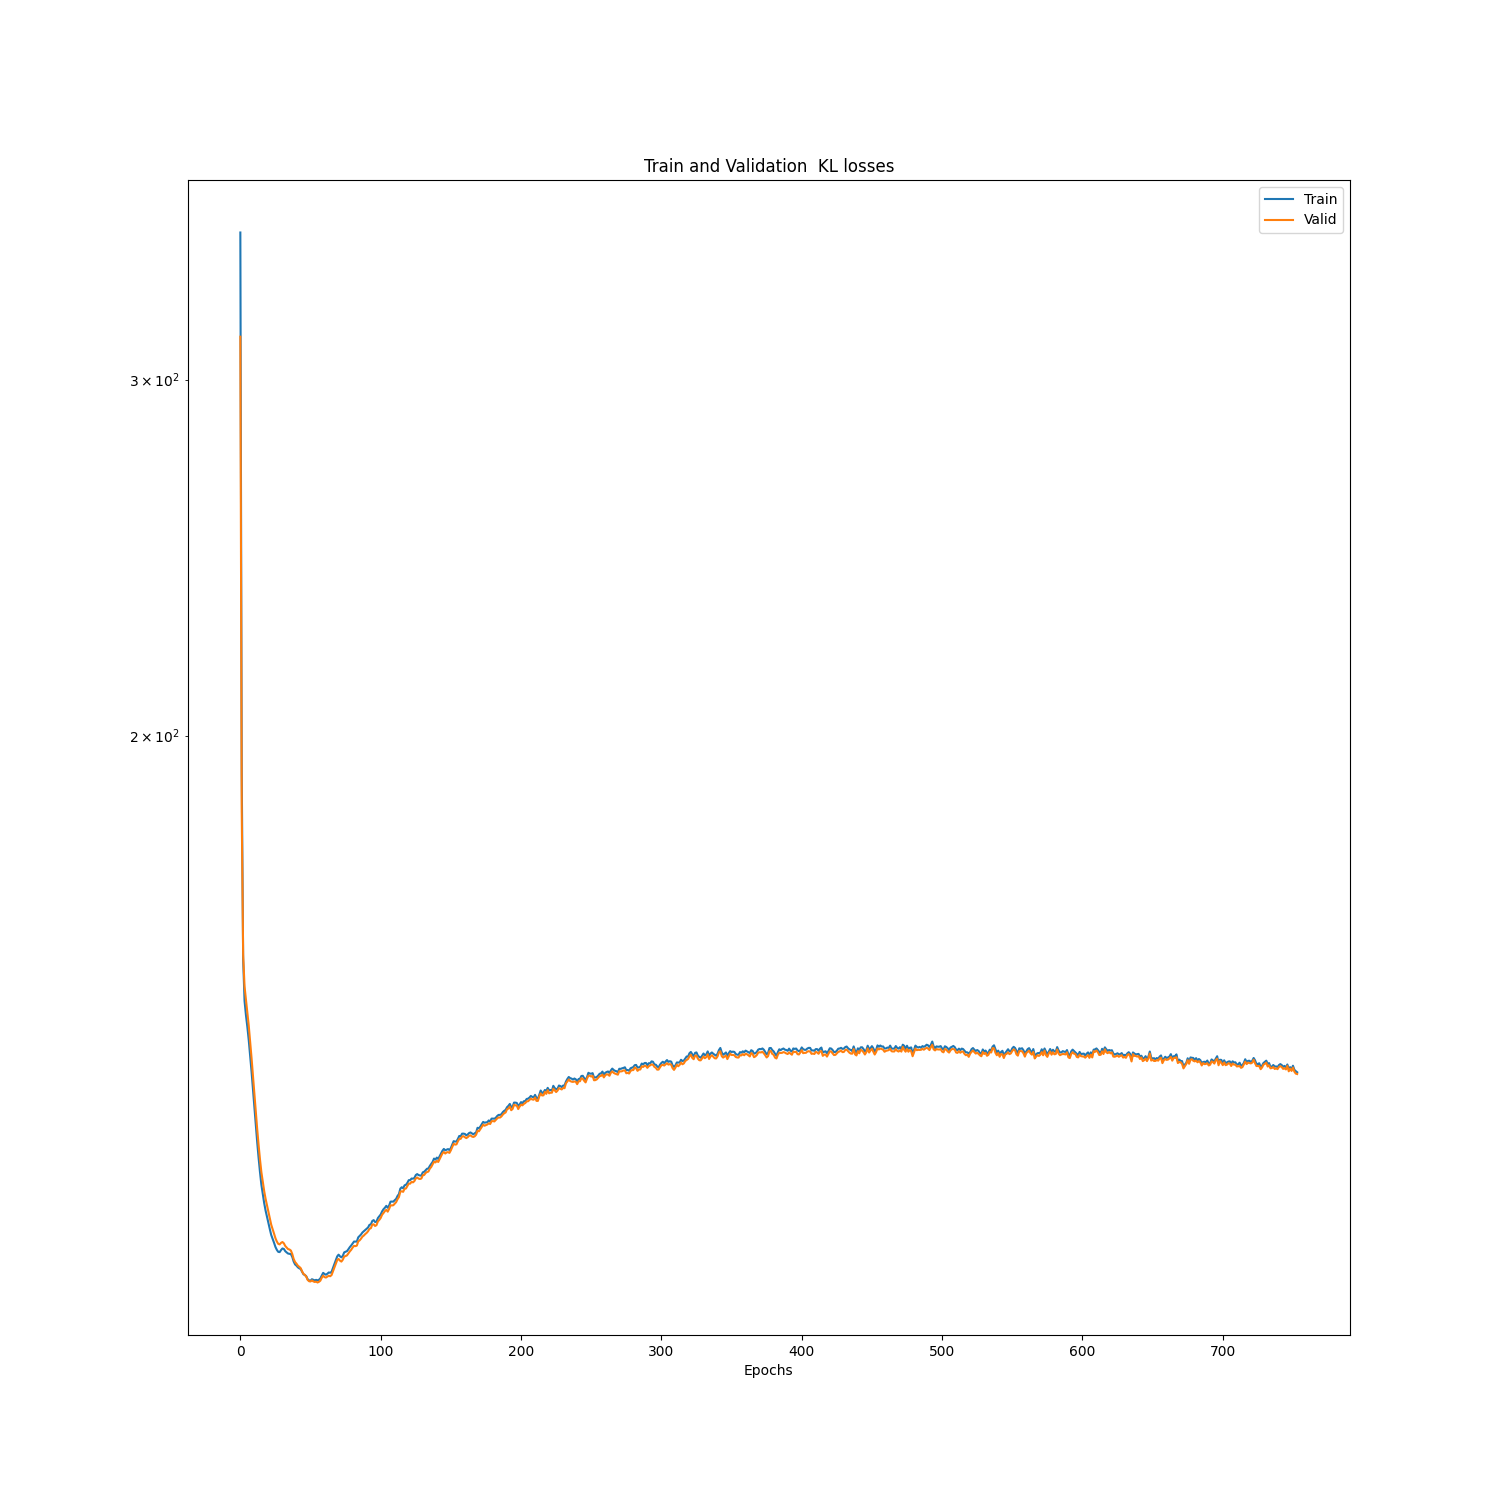 Train and Validation  KL losses
Train
Valid
3 × 10²
2 × 10²
0 100 200 300 400 500 600 700
Epochs